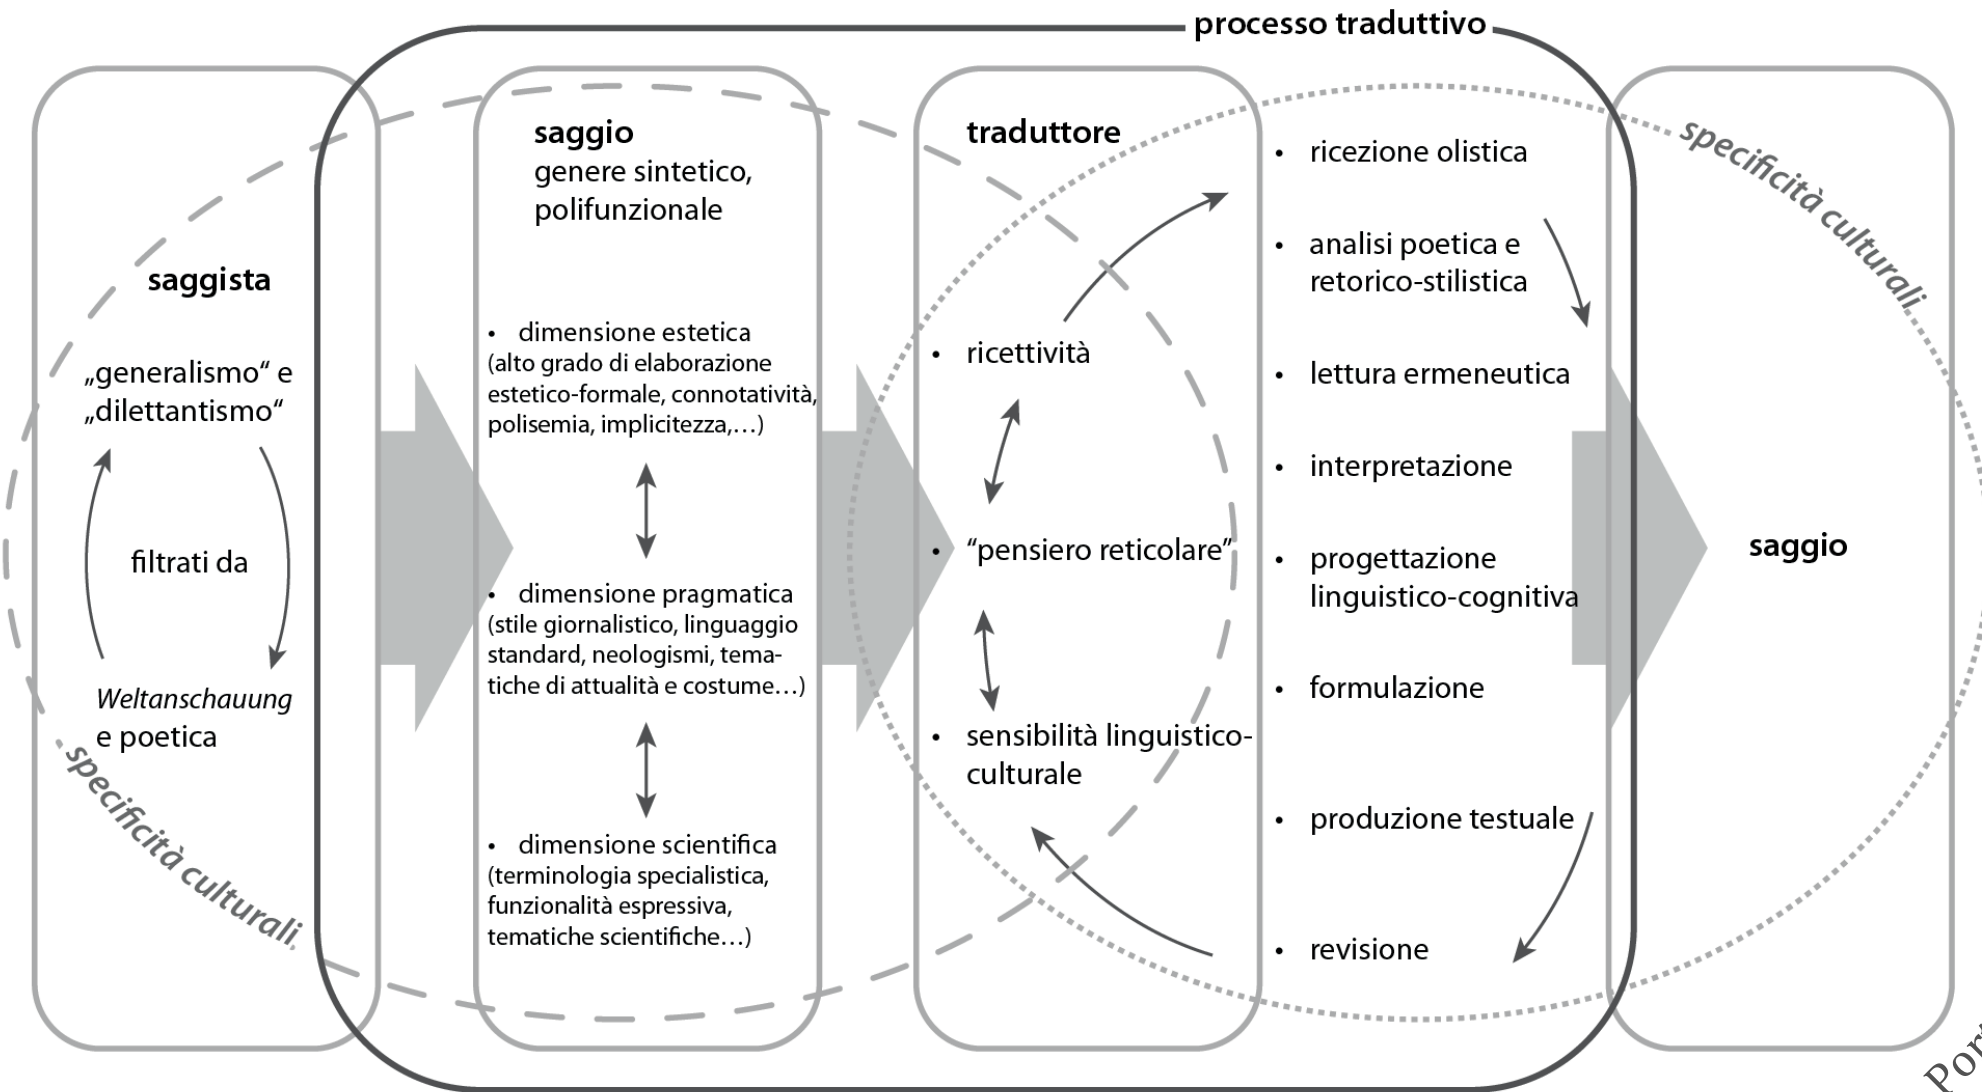 processo traduttivo
saggista
„generalismo“ e
„dilettantismo“
filtrati da
Weltanschauung
e poetica
specificità culturali
saggio
genere sintetico,
polifunzionale
• dimensione estetica
(alto grado di elaborazione
estetico-formale, connotatività,
polisemia, implicitezza,…)
• dimensione pragmatica
(stile giornalistico, linguaggio
standard, neologismi, tema-
tiche di attualità e costume…)
• dimensione scientifica
(terminologia specialistica,
funzionalità espressiva,
tematiche scientifiche…)
traduttore
• ricettività
• “pensiero reticolare”
• sensibilità linguistico-
culturale
• ricezione olistica
• analisi poetica e
retorico-stilistica
• lettura ermeneutica
• interpretazione
• progettazione
linguistico-cognitiva
• formulazione
• produzione testuale
• revisione
specificità culturali
saggio